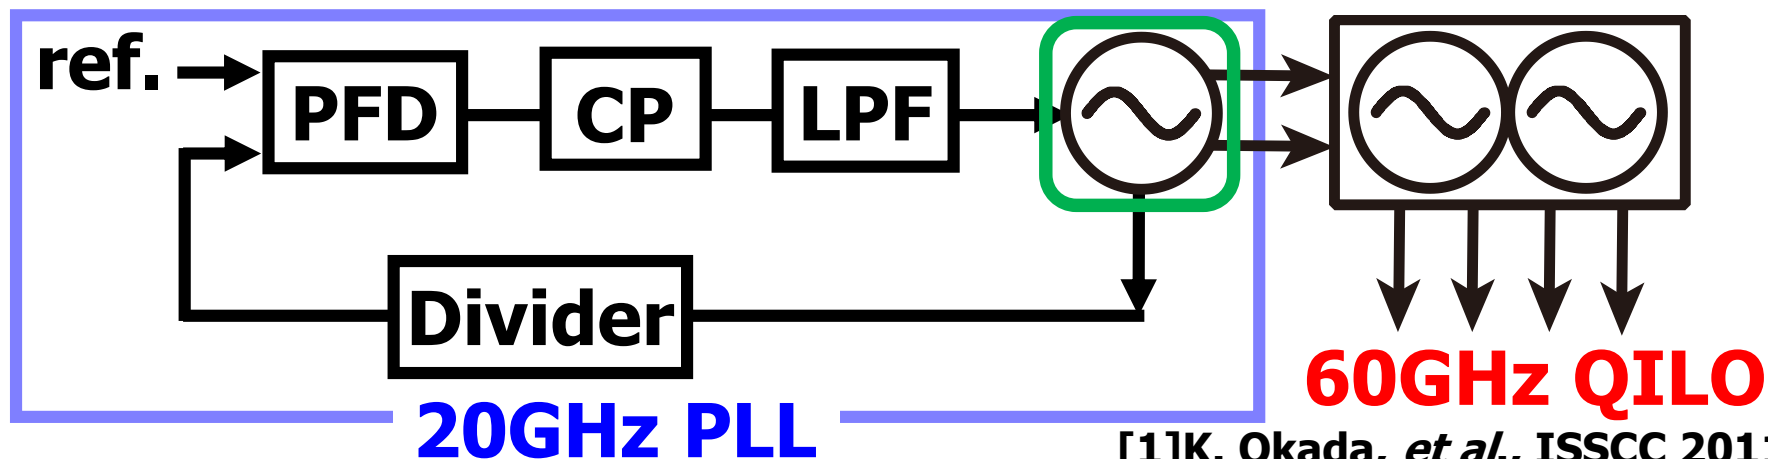 ref.
PFD
CP
LPF
Divider
20GHz PLL
60GHz QILO
[1]K. Okada, et al., ISSCC